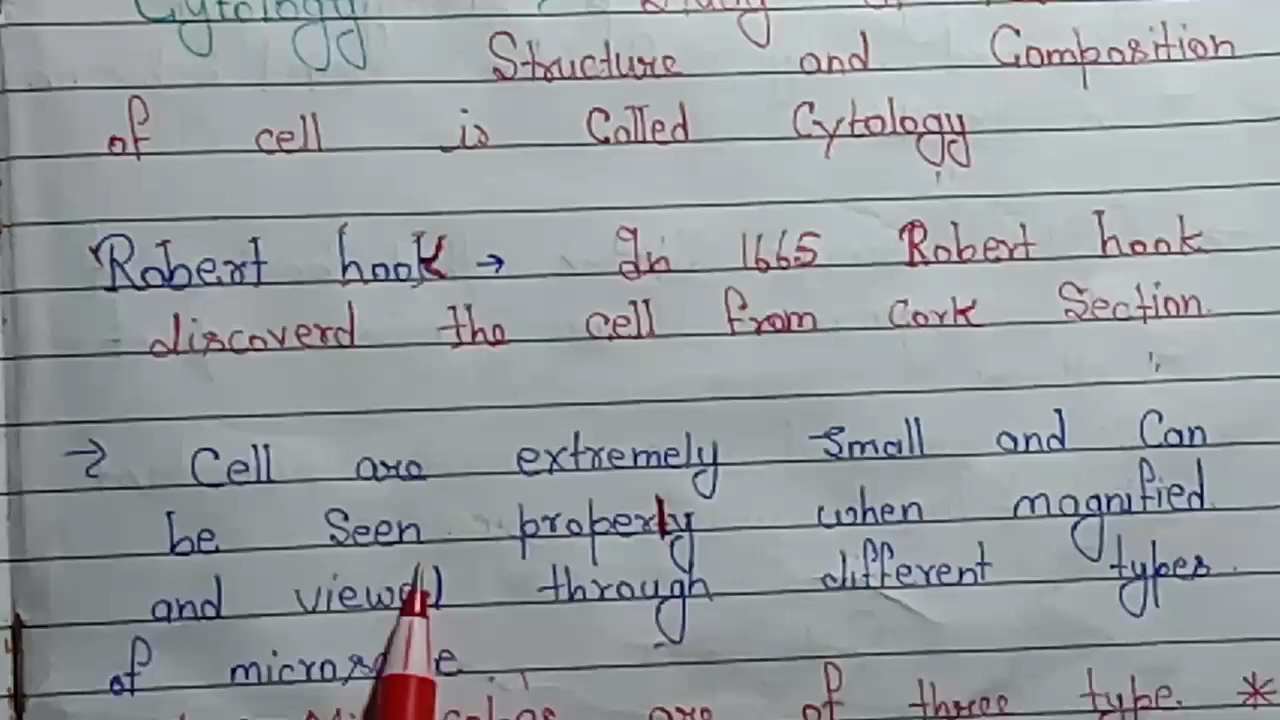 Cytology
Structure and Composition
of cell is Called Cytology
Robert hook → In 1665 Robert hook
discoverd the cell from Cork Section.
→ Cell are extremely Small and Can
be Seen properly when magnified.
and through different types.
of
are of three type. *